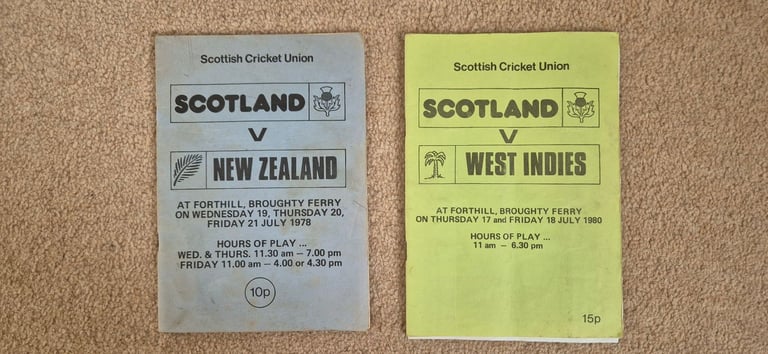 Scottish Cricket Union
SCOTLAND
V
NEW ZEALAND
AT FORTHILL, BROUGHTY FERRY
ON WEDNESDAY 19, THURSDAY 20,
FRIDAY 21 JULY 1978
HOURS OF PLAY ...
WED. & THURS. 11.30 am — 7.00 pm
FRIDAY 11.00 am — 4.00 or 4.30 pm
10p
Scottish Cricket Union
SCOTLAND
V
WEST INDIES
AT FORTHILL, BROUGHTY FERRY
ON THURSDAY 17 and FRIDAY 18 JULY 1980
HOURS OF PLAY ...
11 am — 6.30 pm
15p